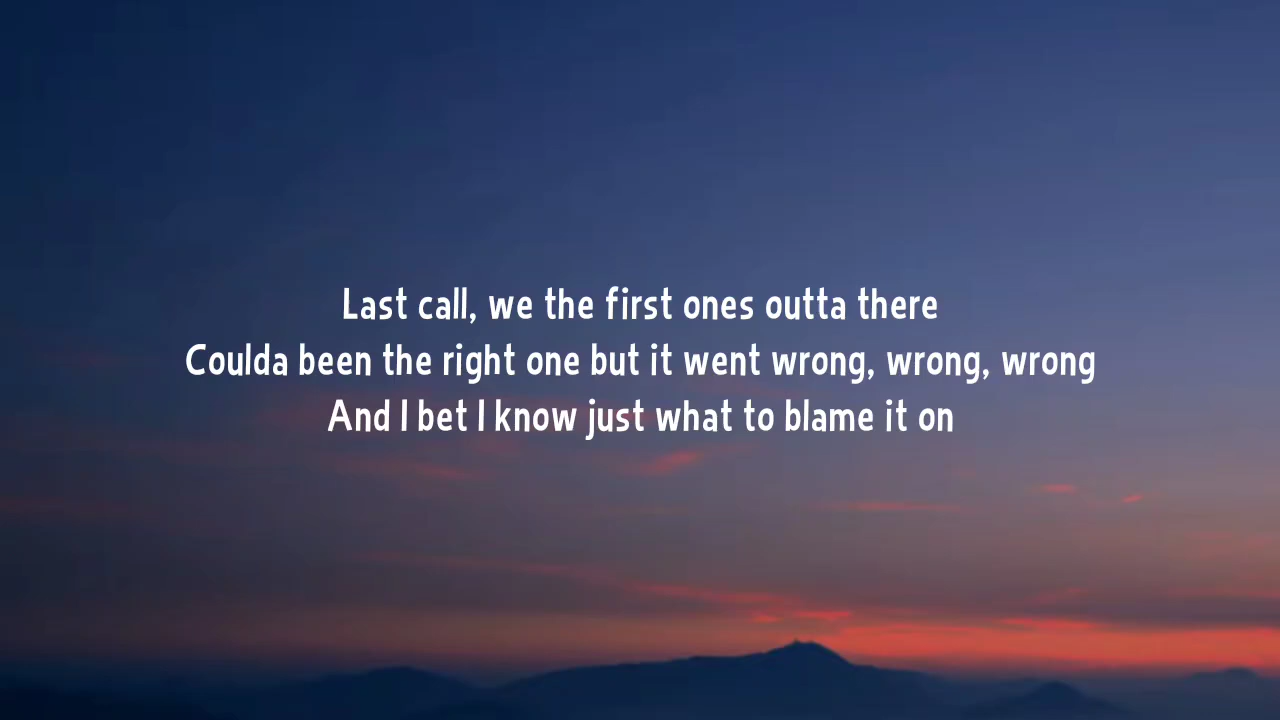 Last call, we the first ones outta there
Coulda been the right one but it went wrong, wrong, wrong
And I bet I know just what to blame it on